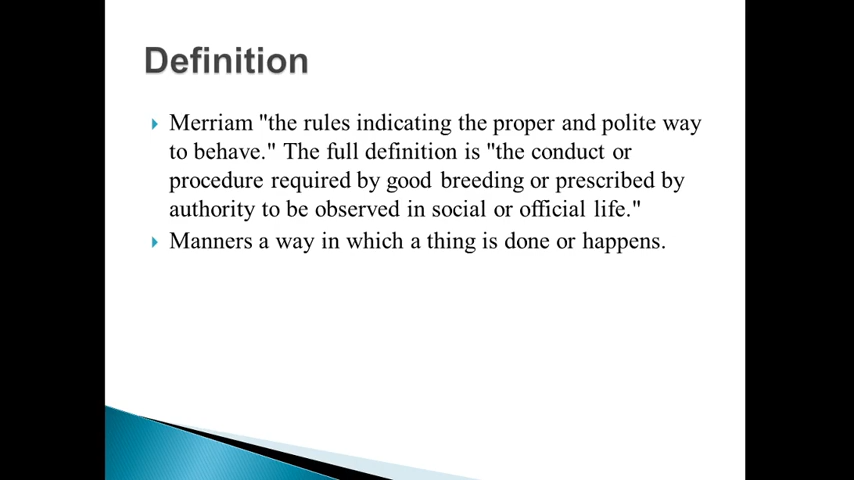 Definition
Merriam "the rules indicating the proper and polite way
to behave." The full definition is "the conduct or
procedure required by good breeding or prescribed by
authority to be observed in social or official life."
Manners a way in which a thing is done or happens.